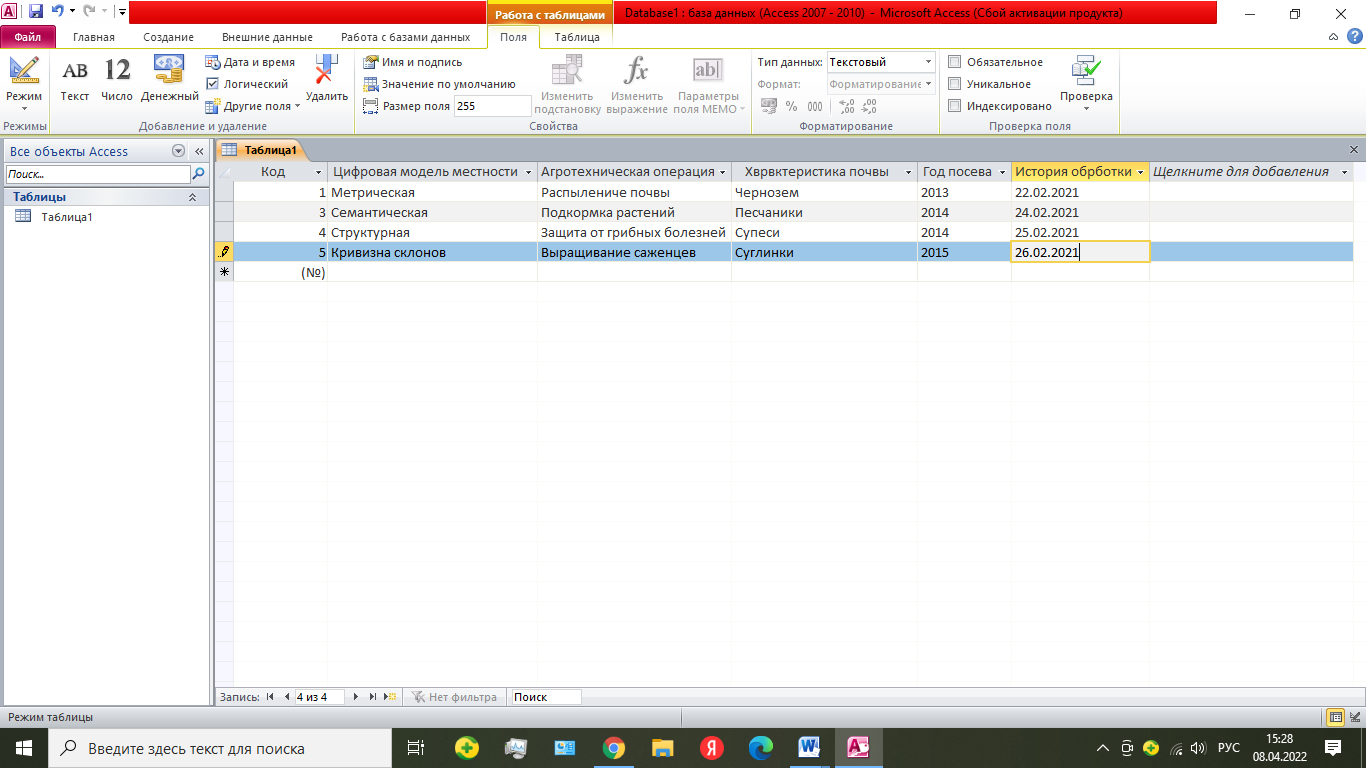 Работа с таблицами
Database1 : база данных (Access 2007 - 2010) - Microsoft Access (Сбой активации продукта)
Файл Главная Создание Внешние данные Работа с базами данных Поля Таблица
Режим
Режимы
АВ Текст
12 Число
Денежный
Дата и время
Логический
Другие поля
Удалить
Добавление и удаление
Имя и подпись
Значение по умолчанию
Размер поля 255
Изменить подстановку
fx Изменить выражение
ab| Параметры поля МЕМО
Свойства
Тип данных: Текстовый
Формат: Форматирование
% 000 ,00 ,00
Форматирование
Обязательное
Уникальное
Индексировано
Проверка
Проверка поля
Все объекты Access «
Поиск...
Таблицы
Таблица1
Таблица1
Код Цифровая модель местности Агротехническая операция Хврвктеристика почвы Год посева История обрботки Щелкните для добавления
1 Метрическая Распылениче почвы Чернозем 2013 22.02.2021
3 Семантическая Подкормка растений Песчаники 2014 24.02.2021
4 Структурная Защита от грибных болезней Супеси 2014 25.02.2021
5 Кривизна склонов Выращивание саженцев Суглинки 2015 26.02.2021
(№)
Запись: 4 из 4 Нет фильтра Поиск
Режим таблицы
Введите здесь текст для поиска
Я
W
A
РУС
15:28
08.04.2022